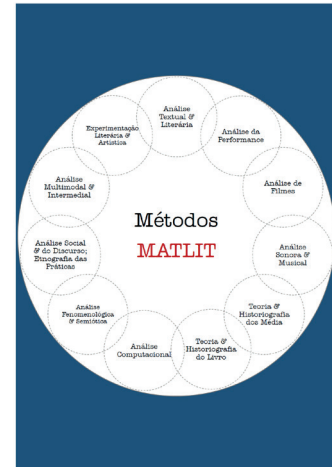 Análise
Textual &
Literária
Análise da
Performance
Análise de
Filmes
Análise
Sonora &
Musical
Teoria &
Historiografia
dos Média
Teoria &
Historiografia
do Livro
Análise
Computacional
Análise
Fenomenológica
& Semiótica
Análise Social
& do Discurso;
Etnografia das
Práticas
Análise
Multimodal &
Intermedial
Experimentação
Literária &
Artística
Métodos
MATLIT